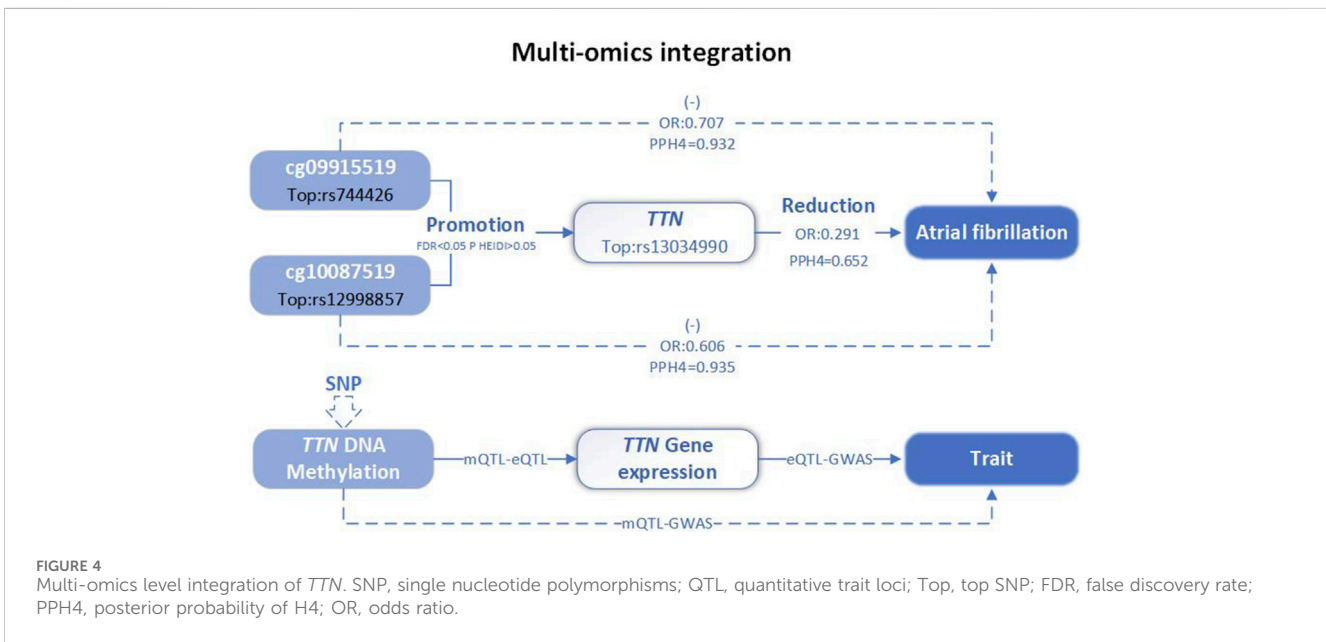 Multi-omics integration
(-)
OR:0.707
PPH4=0.932
cg09915519
Top:rs744426
Promotion
FDR<0.05 P HEIDI>0.05
TTN
Top:rs13034990
Reduction
OR:0.291
PPH4=0.652
Atrial fibrillation
cg10087519
Top:rs12998857
(-)
OR:0.606
PPH4=0.935
SNP
TTN DNA
Methylation
mQTL-eQTL
TTN Gene
expression
eQTL-GWAS
Trait
mQTL-GWAS
FIGURE 4
Multi-omics level integration of TTN. SNP, single nucleotide polymorphisms; QTL, quantitative trait loci; Top, top SNP; FDR, false discovery rate;
PPH4, posterior probability of H4; OR, odds ratio.